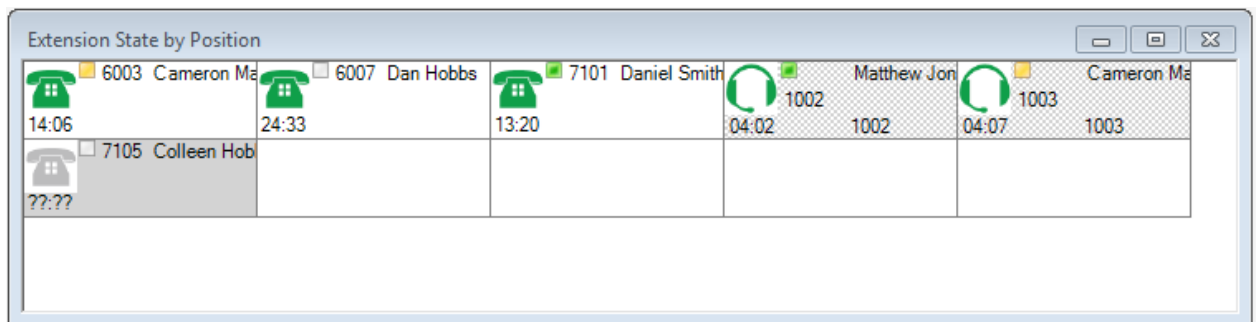 Extension State by Position
6003 Cameron Ma
14:06
6007 Dan Hobbs
24:33
7101 Daniel Smith
13:20
Matthew Jon
1002
04:02 1002
Cameron Ma
1003
04:07 1003
7105 Colleen Hob
??:??